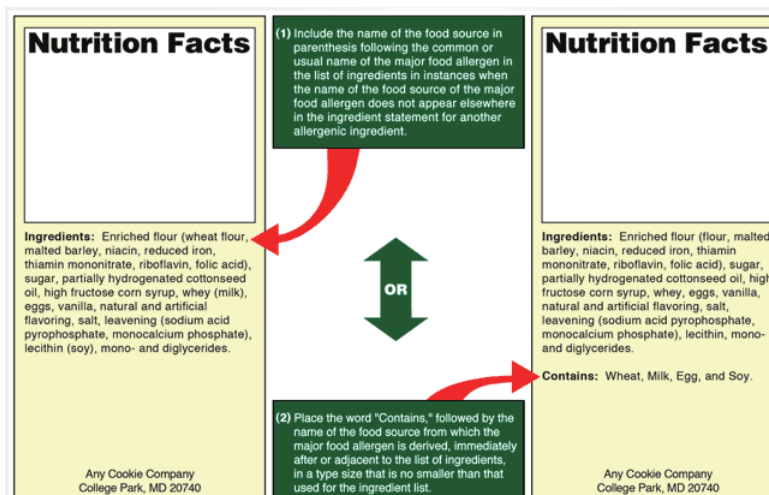 Nutrition Facts
Ingredients: Enriched flour (wheat flour,
malted barley, niacin, reduced iron,
thiamin mononitrate, riboflavin, folic acid),
sugar, partially hydrogenated cottonseed
oil, high fructose corn syrup, whey (milk),
eggs, vanilla, natural and artificial
flavoring, salt, leavening (sodium acid
pyrophosphate, monocalcium phosphate),
lecithin (soy), mono- and diglycerides.
Any Cookie Company
College Park, MD 20740
(1) Include the name of the food source in
parenthesis following the common or
usual name of the major food allergen in
the list of ingredients in instances when
the name of the food source of the major
food allergen does not appear elsewhere
in the ingredient statement for another
allergenic ingredient.
OR
(2) Place the word "Contains," followed by the
name of the food source from which the
major food allergen is derived, immediately
after or adjacent to the list of ingredients,
in a type size that is no smaller than that
used for the ingredient list.
Nutrition Facts
Ingredients: Enriched flour (flour, malted
barley, niacin, reduced iron, thiamin
mononitrate, riboflavin, folic acid), sugar,
partially hydrogenated cottonseed oil, high
fructose corn syrup, whey, eggs, vanilla,
natural and artificial flavoring, salt,
leavening (sodium acid pyrophosphate,
monocalcium phosphate), lecithin, mono-
and diglycerides.
Contains: Wheat, Milk, Egg, and Soy.
Any Cookie Company
College Park, MD 20740